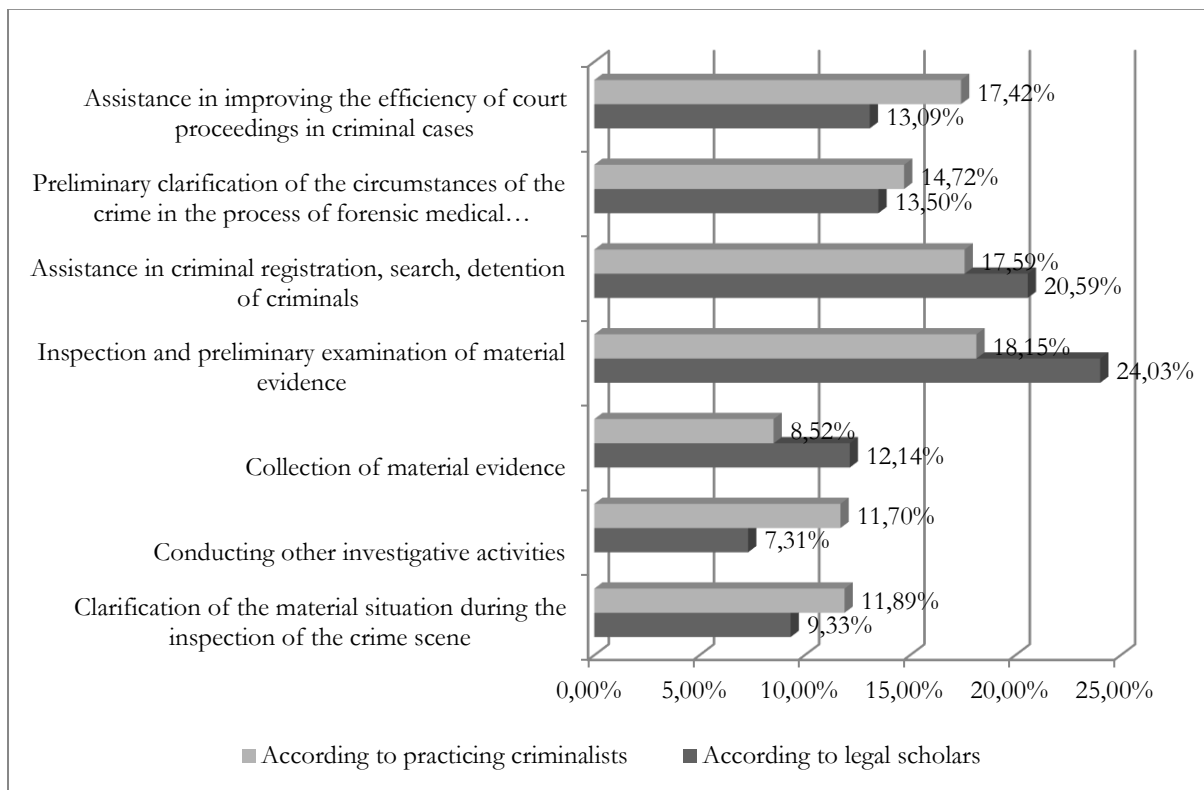 Assistance in improving the efficiency of court
proceedings in criminal cases
17,42%
13,09%
Preliminary clarification of the circumstances of the
crime in the process of forensic medical…
14,72%
13,50%
Assistance in criminal registration, search, detention
of criminals
17,59%
20,59%
Inspection and preliminary examination of material
evidence
18,15%
24,03%
Collection of material evidence
8,52%
12,14%
Conducting other investigative activities
11,70%
7,31%
Clarification of the material situation during the
inspection of the crime scene
11,89%
9,33%
0,00% 5,00% 10,00% 15,00% 20,00% 25,00%
According to practicing criminalists According to legal scholars